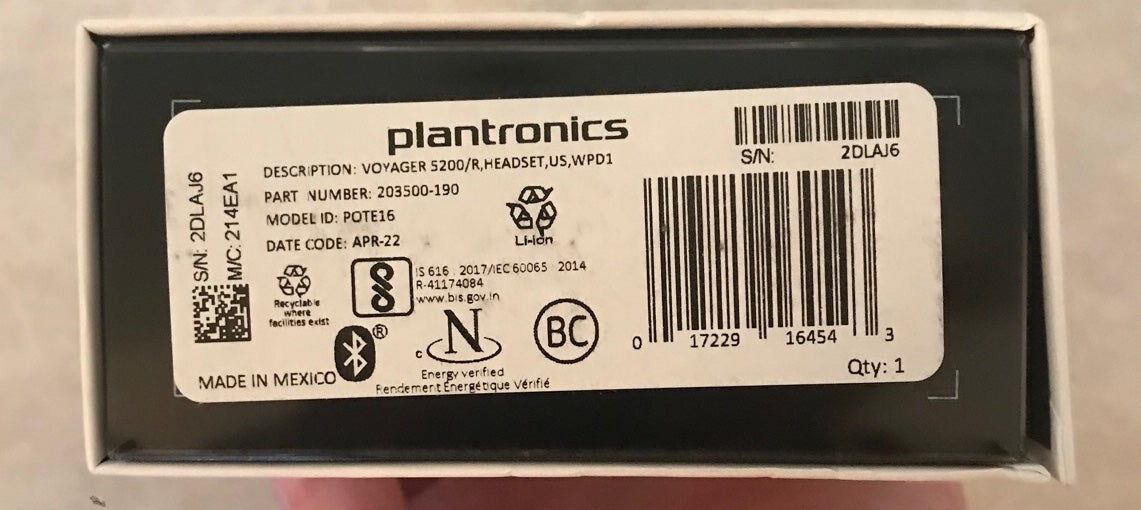 plantronics
DESCRIPTION: VOYAGER 5200/R,HEADSET,US,WPD1
PART NUMBER: 203500-190
MODEL ID: POTE16
DATE CODE: APR-22
S/N: 2DLAJ6
M/C: 214EA1
Li-ion
Recyclable
where
facilities exist
IS 616 : 2017/IEC 60065 : 2014
R-41174084
www.bis.gov.in
®
c N
Energy verified
Rendement Énergétique Vérifié
BC
MADE IN MEXICO
S/N: 2DLAJ6
0 17229 16454 3
Qty: 1